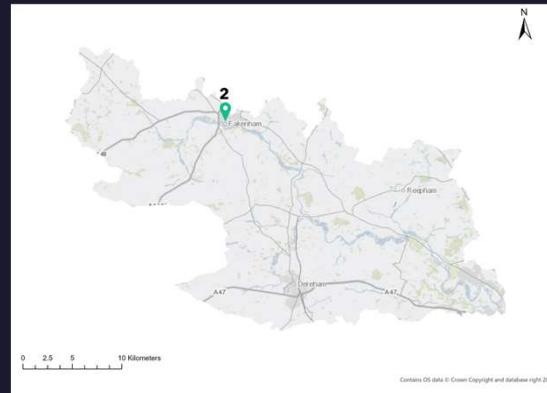 N
2
Fakenham
Reepham
Dereham
A47
A47
0 2.5 5 10 Kilometers
Contains OS data © Crown Copyright and database right